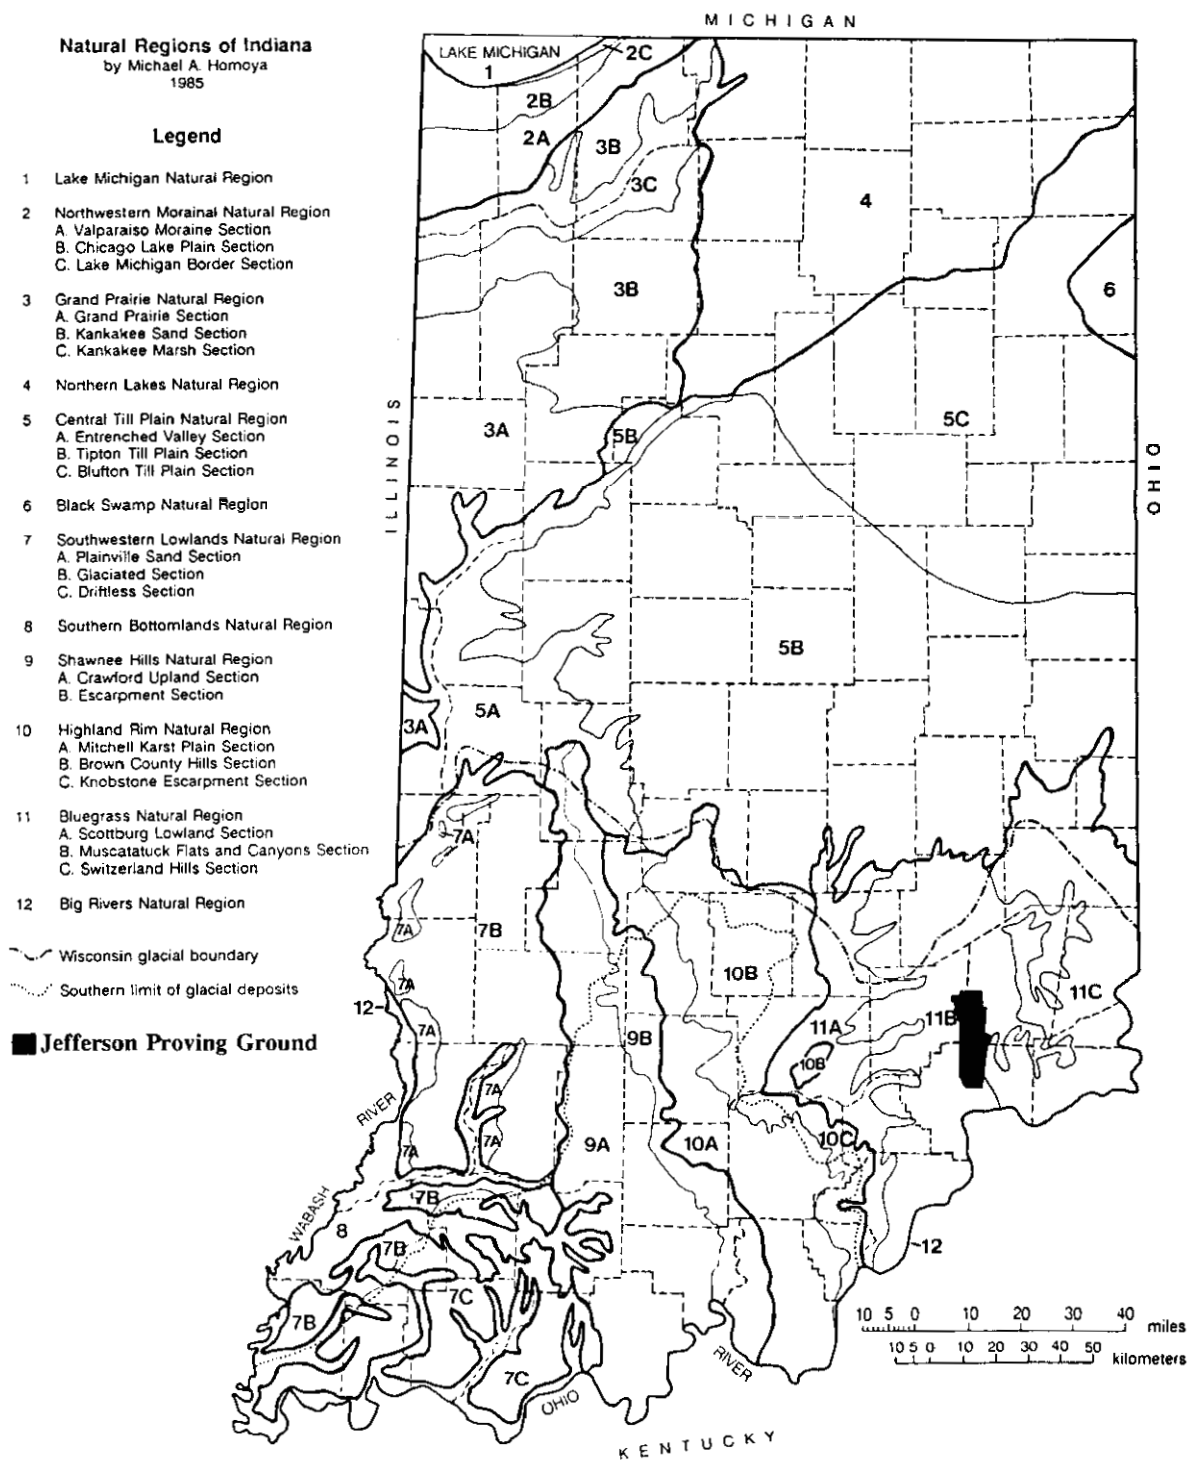 Natural Regions of Indiana
by Michael A. Homoya
1985
Legend
1 Lake Michigan Natural Region
2 Northwestern Morainal Natural Region
A. Valparaiso Moraine Section
B. Chicago Lake Plain Section
C. Lake Michigan Border Section
3 Grand Prairie Natural Region
A. Grand Prairie Section
B. Kankakee Sand Section
C. Kankakee Marsh Section
4 Northern Lakes Natural Region
5 Central Till Plain Natural Region
A. Entrenched Valley Section
B. Tipton Till Plain Section
C. Blufton Till Plain Section
6 Black Swamp Natural Region
7 Southwestern Lowlands Natural Region
A. Plainville Sand Section
B. Glaciated Section
C. Driftless Section
8 Southern Bottomlands Natural Region
9 Shawnee Hills Natural Region
A. Crawford Upland Section
B. Escarpment Section
10 Highland Rim Natural Region
A. Mitchell Karst Plain Section
B. Brown County Hills Section
C. Knobstone Escarpment Section
11 Bluegrass Natural Region
A. Scottburg Lowland Section
B. Muscatatuck Flats and Canyons Section
C. Switzerland Hills Section
12 Big Rivers Natural Region
Wisconsin glacial boundary
Southern limit of glacial deposits
Jefferson Proving Ground
MICHIGAN
LAKE MICHIGAN
2C
1
2B
2A
3B
3C
4
3B
6
ILLINOIS
3A
5B
5C
OHIO
5B
3A
5A
7A
7B
7A
10B
7A
12
7A
11A
11B
11C
9B
10B
7A
RIVER
7A
7A
9A
10A
10C
WABASH
7B
8
7B
12
7C
7B
7C
10 5 0 10 20 30 40 miles
10 5 0 10 20 30 40 50 kilometers
RIVER
OHIO
KENTUCKY